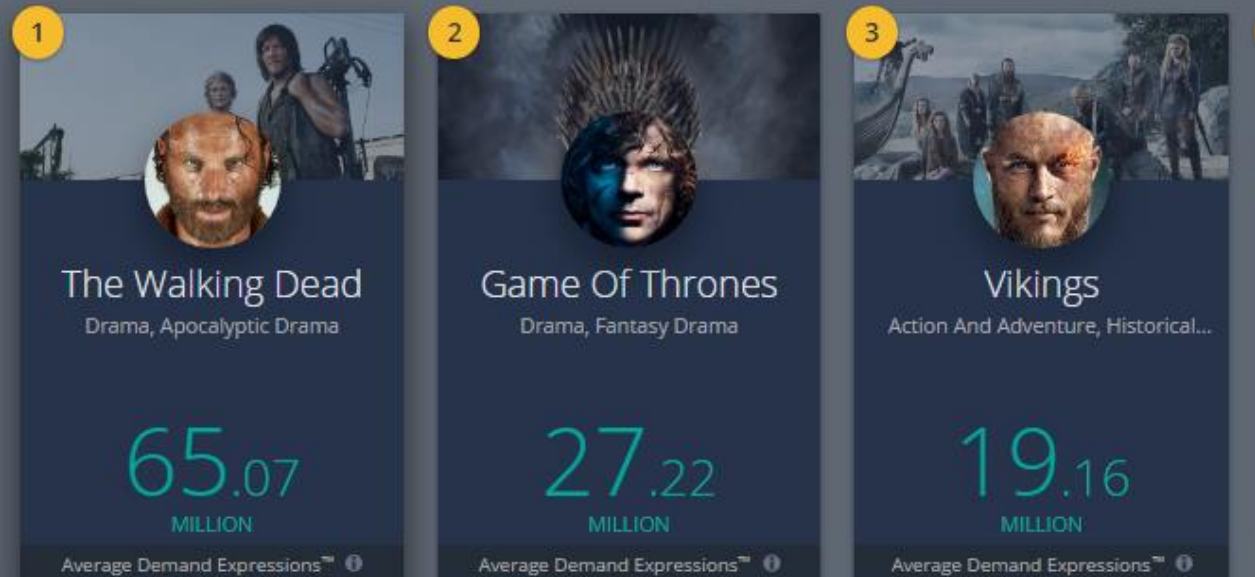 1
The Walking Dead
Drama, Apocalyptic Drama
65.07
MILLION
Average Demand Expressions™
2
Game Of Thrones
Drama, Fantasy Drama
27.22
MILLION
Average Demand Expressions™
3
Vikings
Action And Adventure, Historical...
19.16
MILLION
Average Demand Expressions™